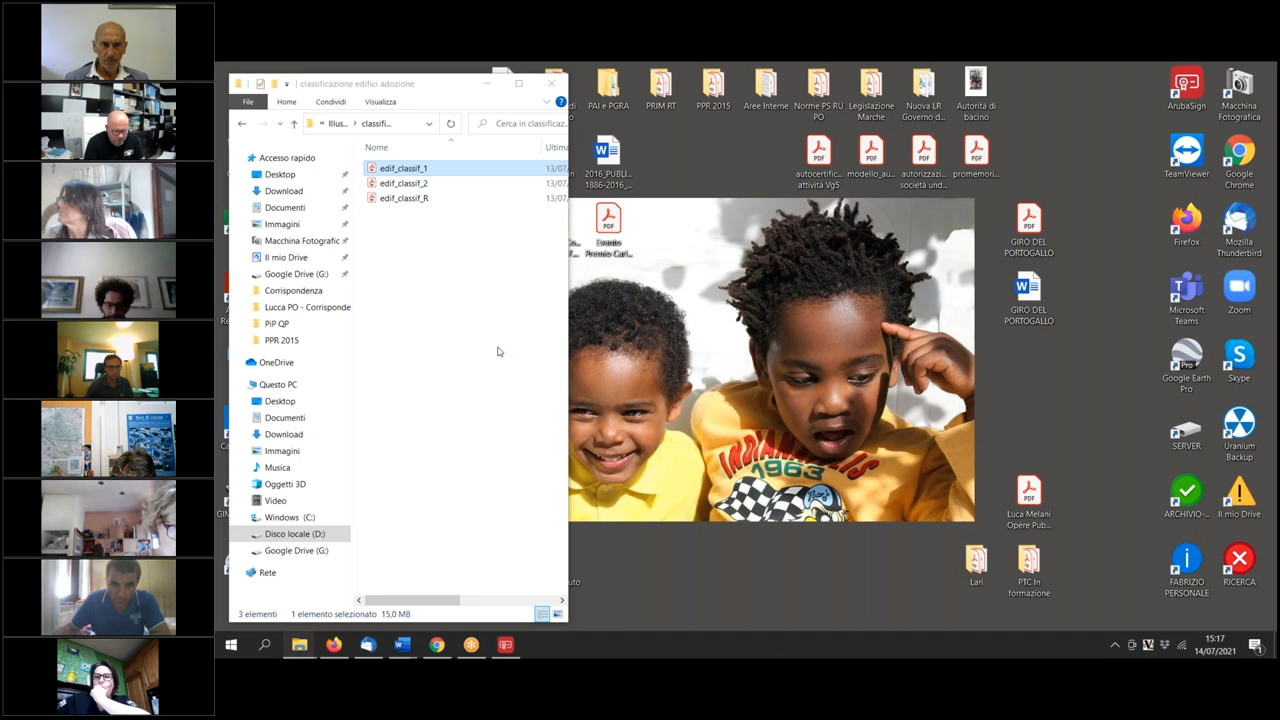 classificazione edifici adozione
File
Home
Condividi
Visualizza
«
Illus...
classifi...
Cerca in classificaz...
Nome
Ultima
edif_classif_1
13/07
edif_classif_2
13/07
edif_classif_R
13/07
Accesso rapido
Desktop
Download
Documenti
Immagini
Macchina Fotografic
Il mio Drive
Google Drive (G:)
Corrispondenza
Lucca PO - Corrisponde
PiP QP
PPR 2015
OneDrive
Questo PC
Desktop
Documenti
Download
Immagini
Musica
Oggetti 3D
Video
Windows (C:)
Disco locale (D:)
Google Drive (G:)
Rete
3 elementi
1 elemento selezionato 15,0 MB
PAI e PGRA
PRIM RT
PPR 2015
Aree Interne
Norme PS RU
PO
Legislazione
Marche
Nuova LR
Governo d...
Autorità di
bacino
ArubaSign
Macchina
Fotografica
2016_PUBLI...
1886-2016_...
autocertific...
attività Vg5
modello_au...
autorizzazi...
società und...
promemori...
TeamViewer
Google
Chrome
Evento
Premio Carl...
GIRO DEL
PORTOGALLO
Firefox
Mozilla
Thunderbird
GIRO DEL
PORTOGALLO
Microsoft
Teams
Zoom
Google Earth
Pro
Skype
SERVER
Uranium
Backup
INDIANAPOLIS
1963
Luca Melani
Opere Pub...
ARCHIVIO-...
Il mio Drive
Lari
PTC In
formazione
FABRIZIO
PERSONALE
RICERCA
15:17
14/07/2021